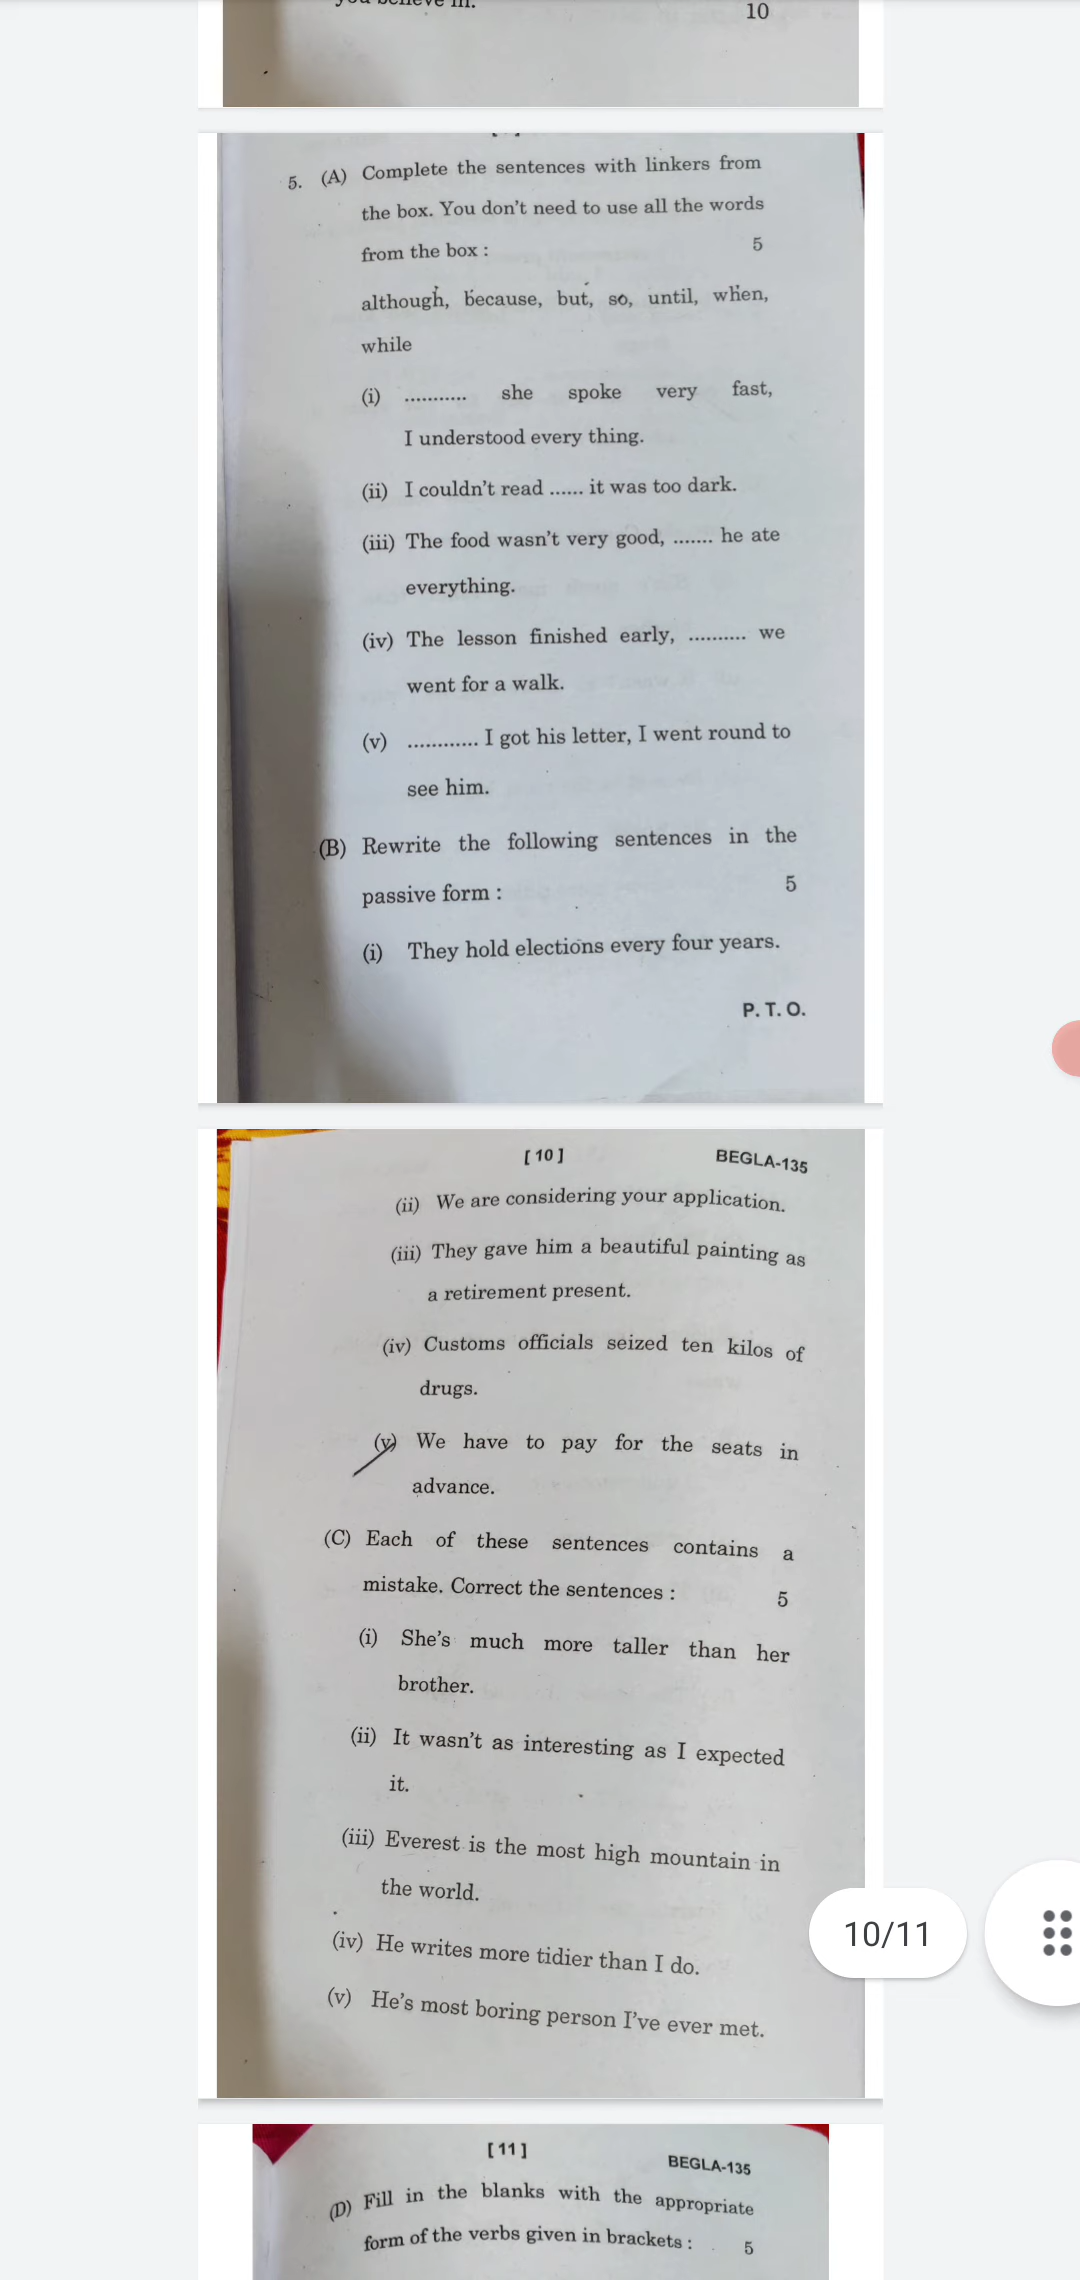 you believe in.
10
5. (A) Complete the sentences with linkers from
the box. You don't need to use all the words
from the box : 5
although, because, but, so, until, when,
while
(i) ........... she spoke very fast,
I understood every thing.
(ii) I couldn't read ...... it was too dark.
(iii) The food wasn't very good, ....... he ate
everything.
(iv) The lesson finished early, .......... we
went for a walk.
(v) ............ I got his letter, I went round to
see him.
(B) Rewrite the following sentences in the
passive form : 5
(i) They hold elections every four years.
P. T. O.
[ 10 ] BEGLA-135
(ii) We are considering your application.
(iii) They gave him a beautiful painting as
a retirement present.
(iv) Customs officials seized ten kilos of
drugs.
(v) We have to pay for the seats in
advance.
(C) Each of these sentences contains a
mistake. Correct the sentences : 5
(i) She's much more taller than her
brother.
(ii) It wasn't as interesting as I expected
it.
(iii) Everest is the most high mountain in
the world.
10/11
(iv) He writes more tidier than I do.
(v) He's most boring person I've ever met.
[ 11 ] BEGLA-135
(D) Fill in the blanks with the appropriate
form of the verbs given in brackets : 5